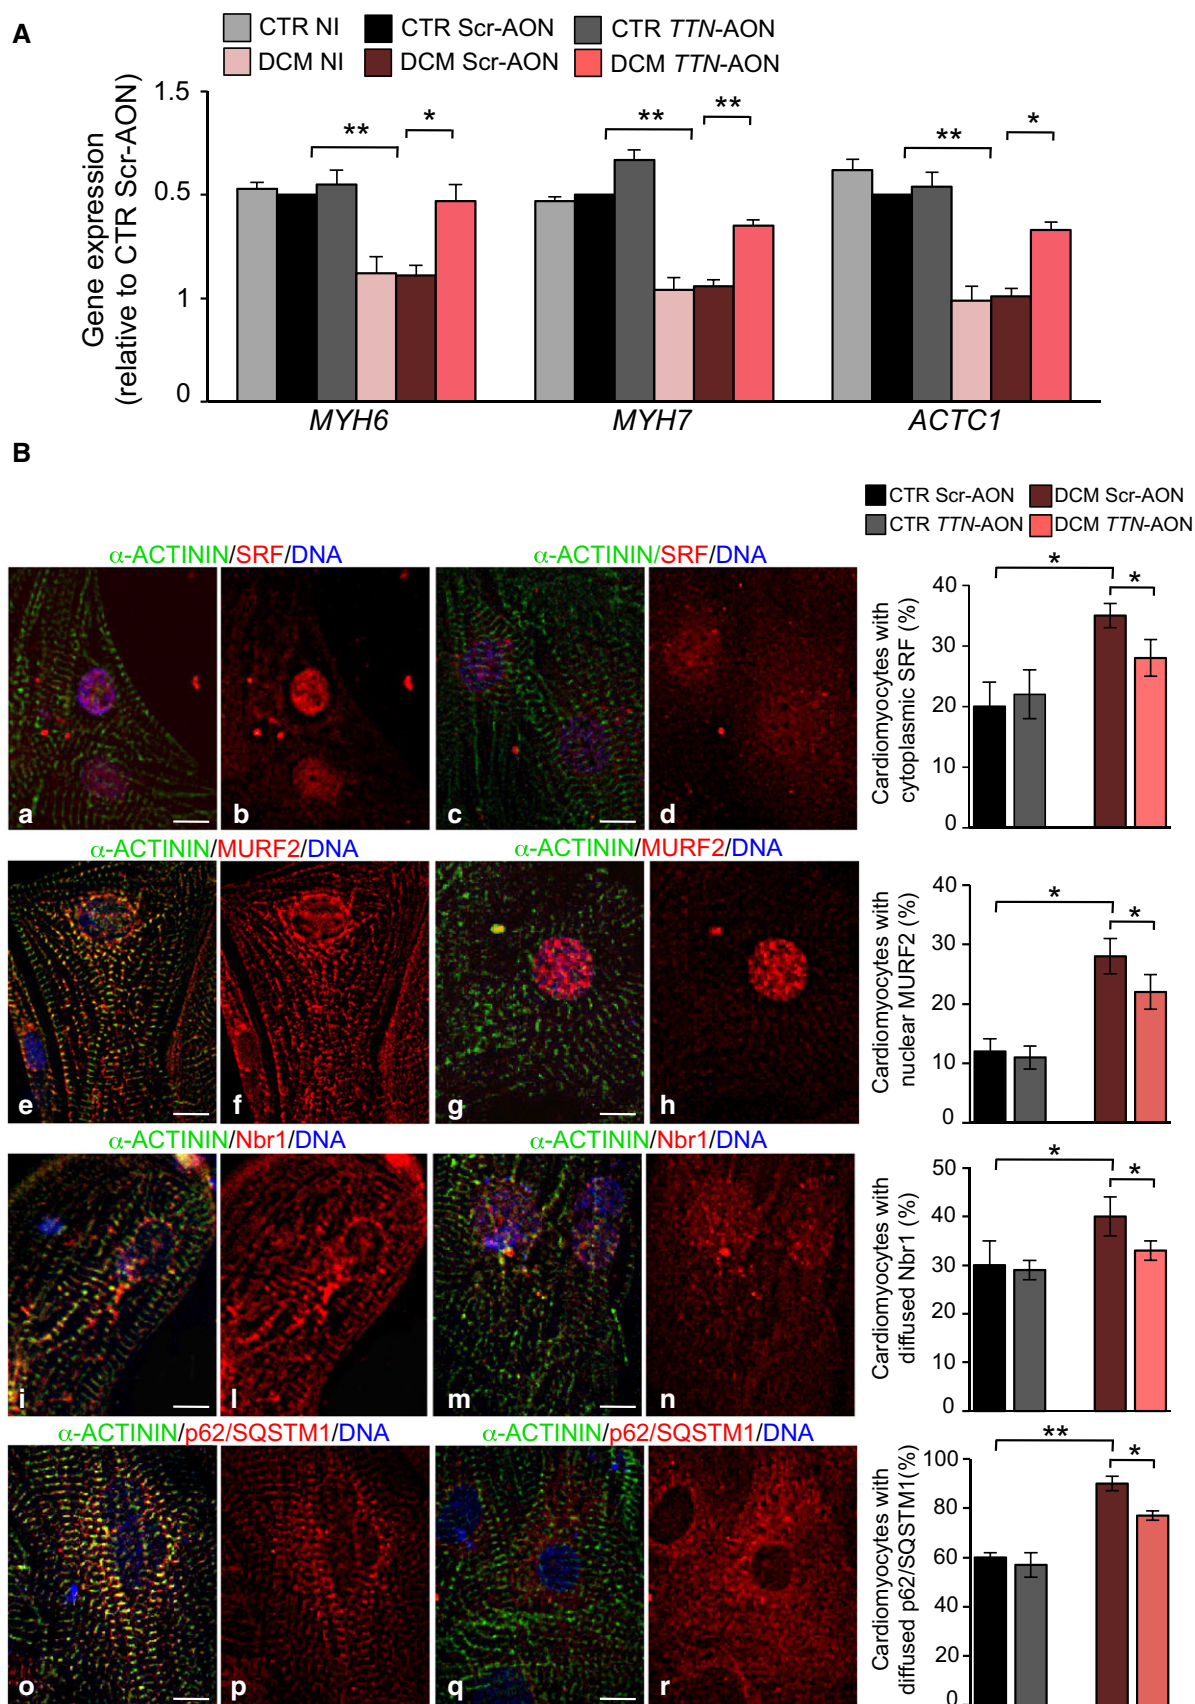 A
CTR NI CTR Scr-AON CTR TTN-AON
DCM NI DCM Scr-AON DCM TTN-AON
Gene expression
(relative to CTR Scr-AON)
1.5
0.5
1
0
** *
** **
** *
MYH6 MYH7 ACTC1
B
CTR Scr-AON DCM Scr-AON
CTR TTN-AON DCM TTN-AON
α-ACTININ/SRF/DNA α-ACTININ/SRF/DNA
a b c d
Cardiomyocytes with
cytoplasmic SRF (%)
40
30
20
10
0
* *
α-ACTININ/MURF2/DNA α-ACTININ/MURF2/DNA
e f g h
Cardiomyocytes with
nuclear MURF2 (%)
40
30
20
10
0
* *
α-ACTININ/Nbr1/DNA α-ACTININ/Nbr1/DNA
i l m n
Cardiomyocytes with
diffused Nbr1 (%)
50
40
30
20
10
0
* *
α-ACTININ/p62/SQSTM1/DNA α-ACTININ/p62/SQSTM1/DNA
o p q r
Cardiomyocytes with
diffused p62/SQSTM1(%)
100
80
60
40
20
0
** *